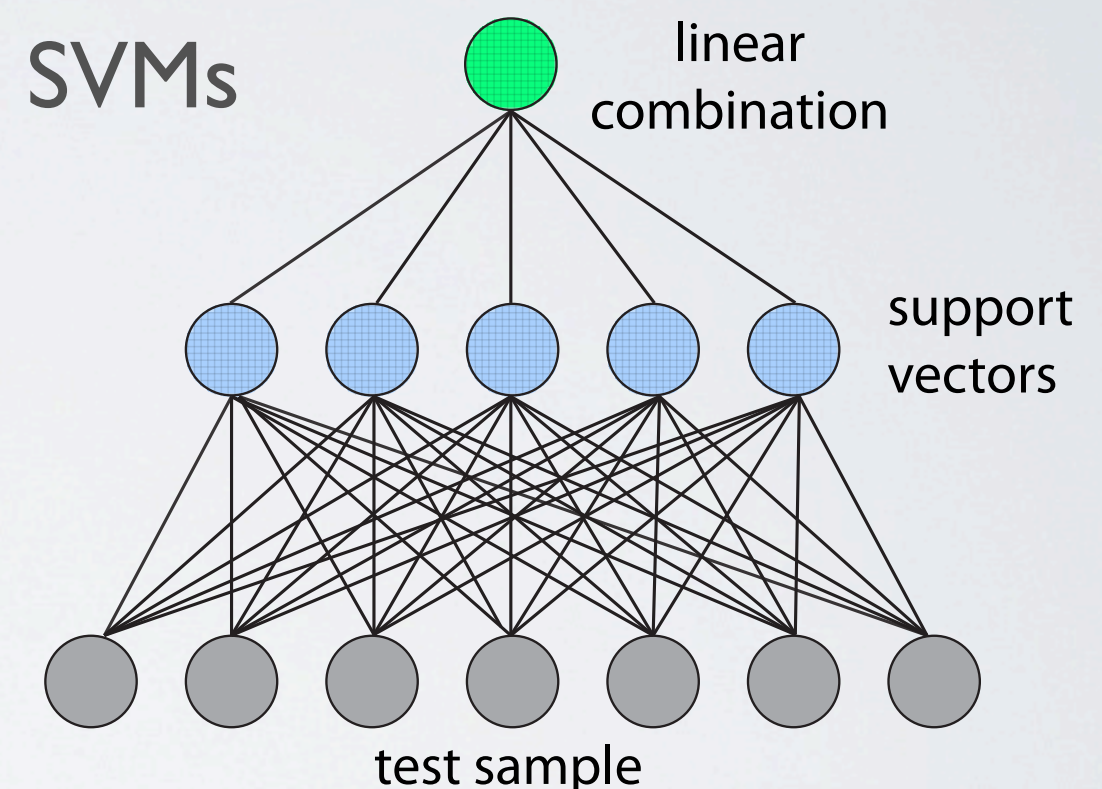 SVMs
linear
combination
support
vectors
test sample